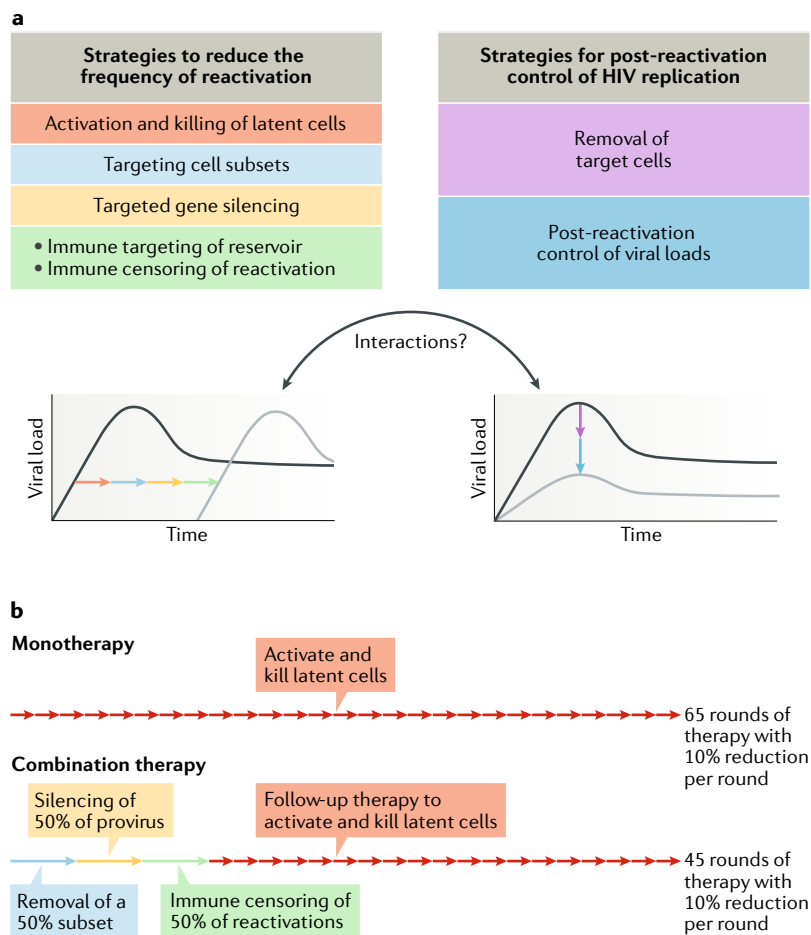 a
Strategies to reduce the
frequency of reactivation
Activation and killing of latent cells
Targeting cell subsets
Targeted gene silencing
• Immune targeting of reservoir
• Immune censoring of reactivation
Strategies for post-reactivation
control of HIV replication
Removal of
target cells
Post-reactivation
control of viral loads
Interactions?
Viral load
Time
Viral load
Time
b
Monotherapy
Activate and
kill latent cells
65 rounds of
therapy with
10% reduction
per round
Combination therapy
Silencing of
50% of provirus
Follow-up therapy to
activate and kill latent cells
Removal of a
50% subset
Immune censoring of
50% of reactivations
45 rounds of
therapy with
10% reduction
per round